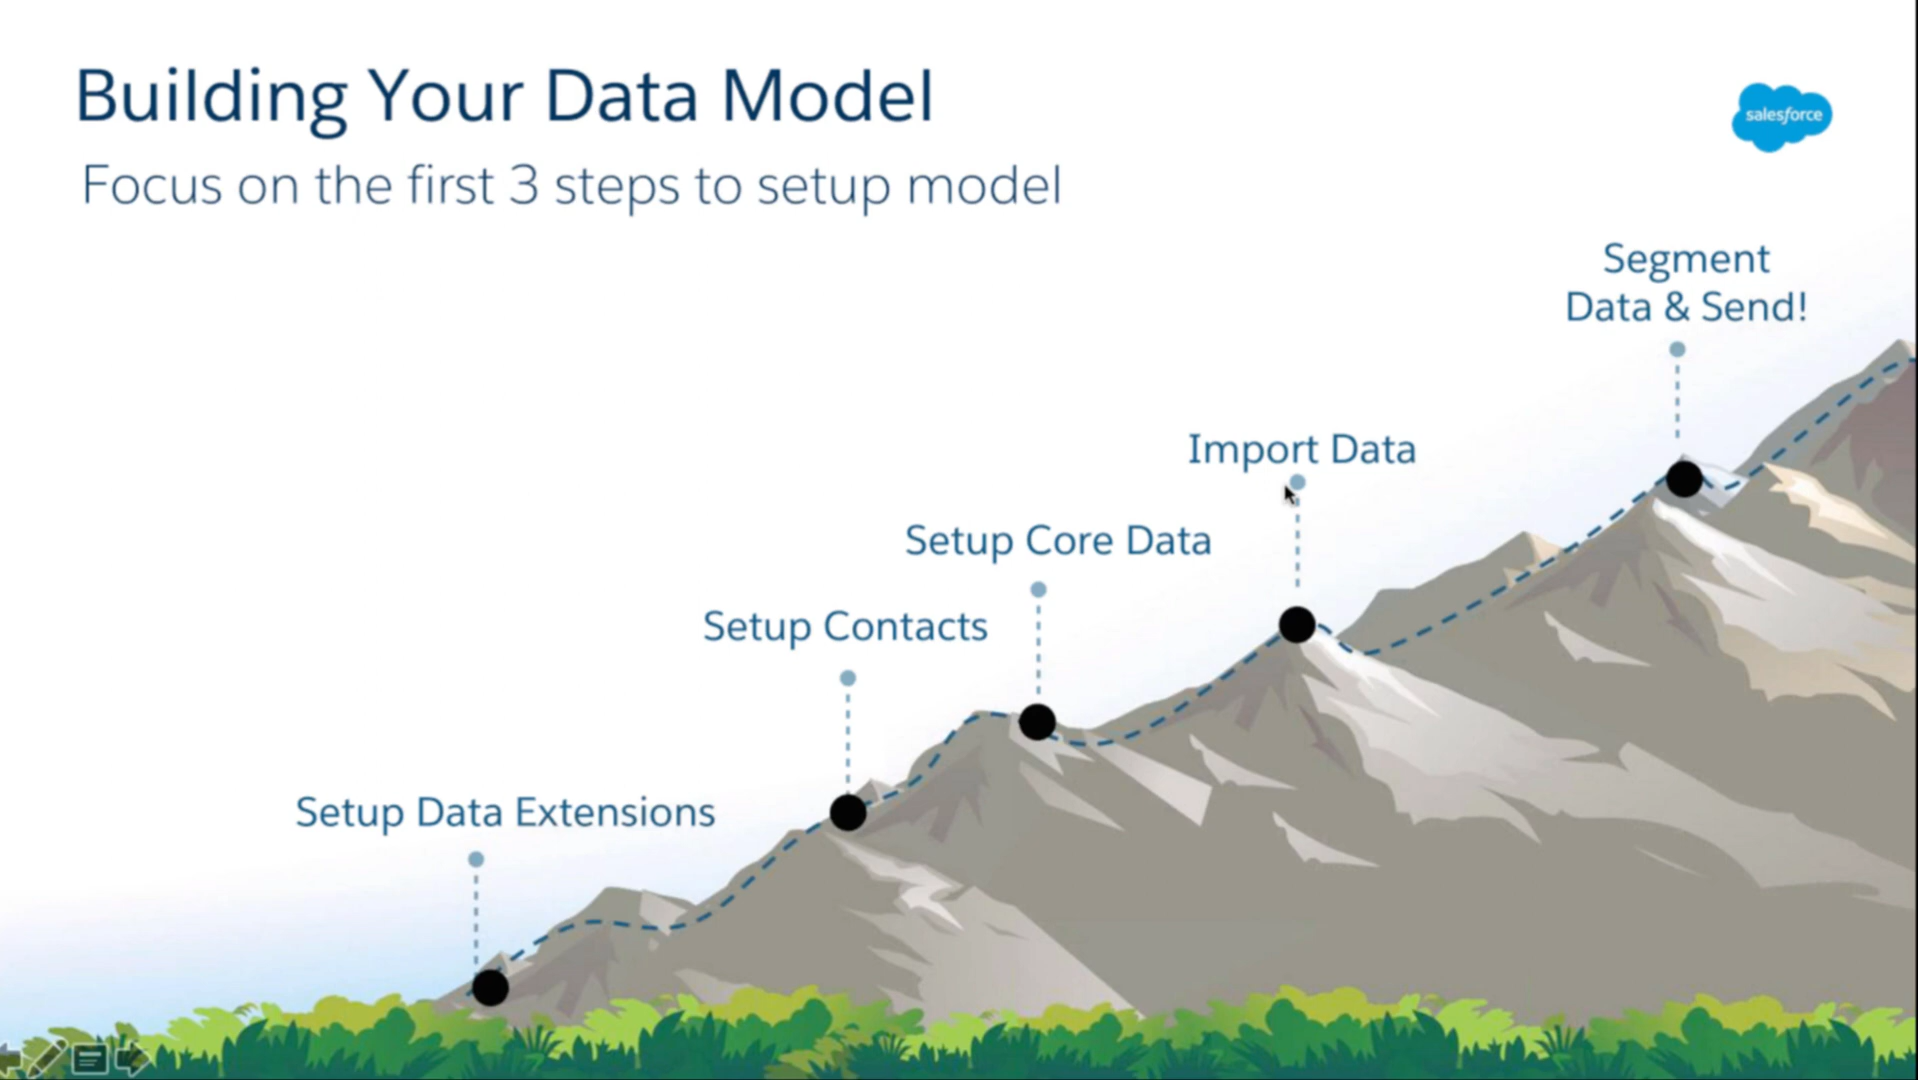 Building Your Data Model
salesforce
Focus on the first 3 steps to setup model
Segment
Data & Send!
Import Data
Setup Core Data
Setup Contacts
Setup Data Extensions